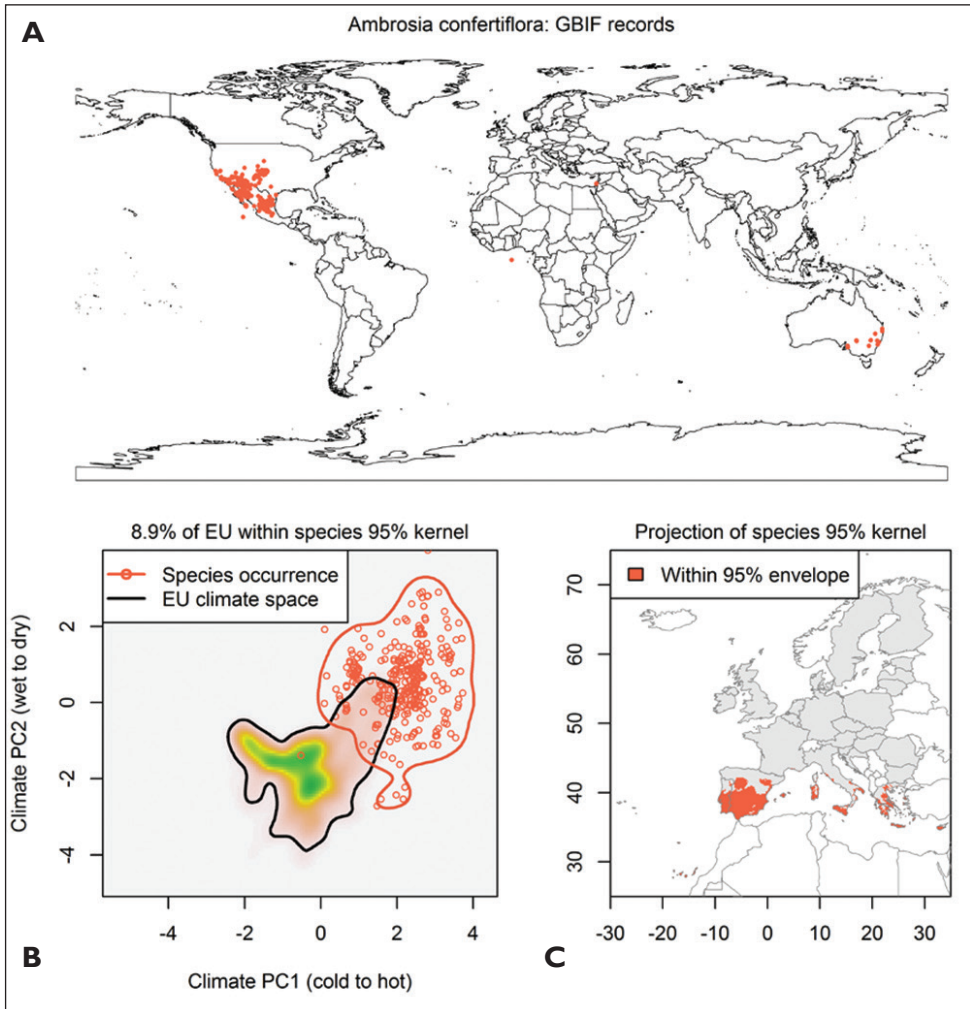 A
Ambrosia confertiflora: GBIF records
8.9% of EU within species 95% kernel
Species occurrence
EU climate space
Climate PC2 (wet to dry)
2
0
-2
-4
-4
-2
0
2
4
B
Climate PC1 (cold to hot)
Projection of species 95% kernel
Within 95% envelope
70
60
50
40
30
-30
-20
-10
0
10
20
30
C